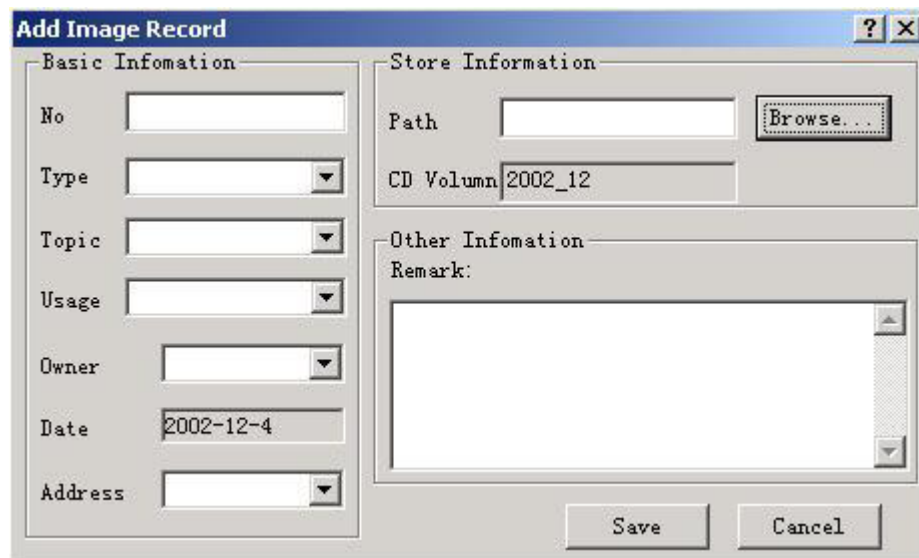 Add Image Record
Basic Infomation
No
Type
Topic
Usage
Owner
Date 2002-12-4
Address
Store Information
Path Browse...
CD Volumn 2002_12
Other Infomation
Remark:
Save Cancel